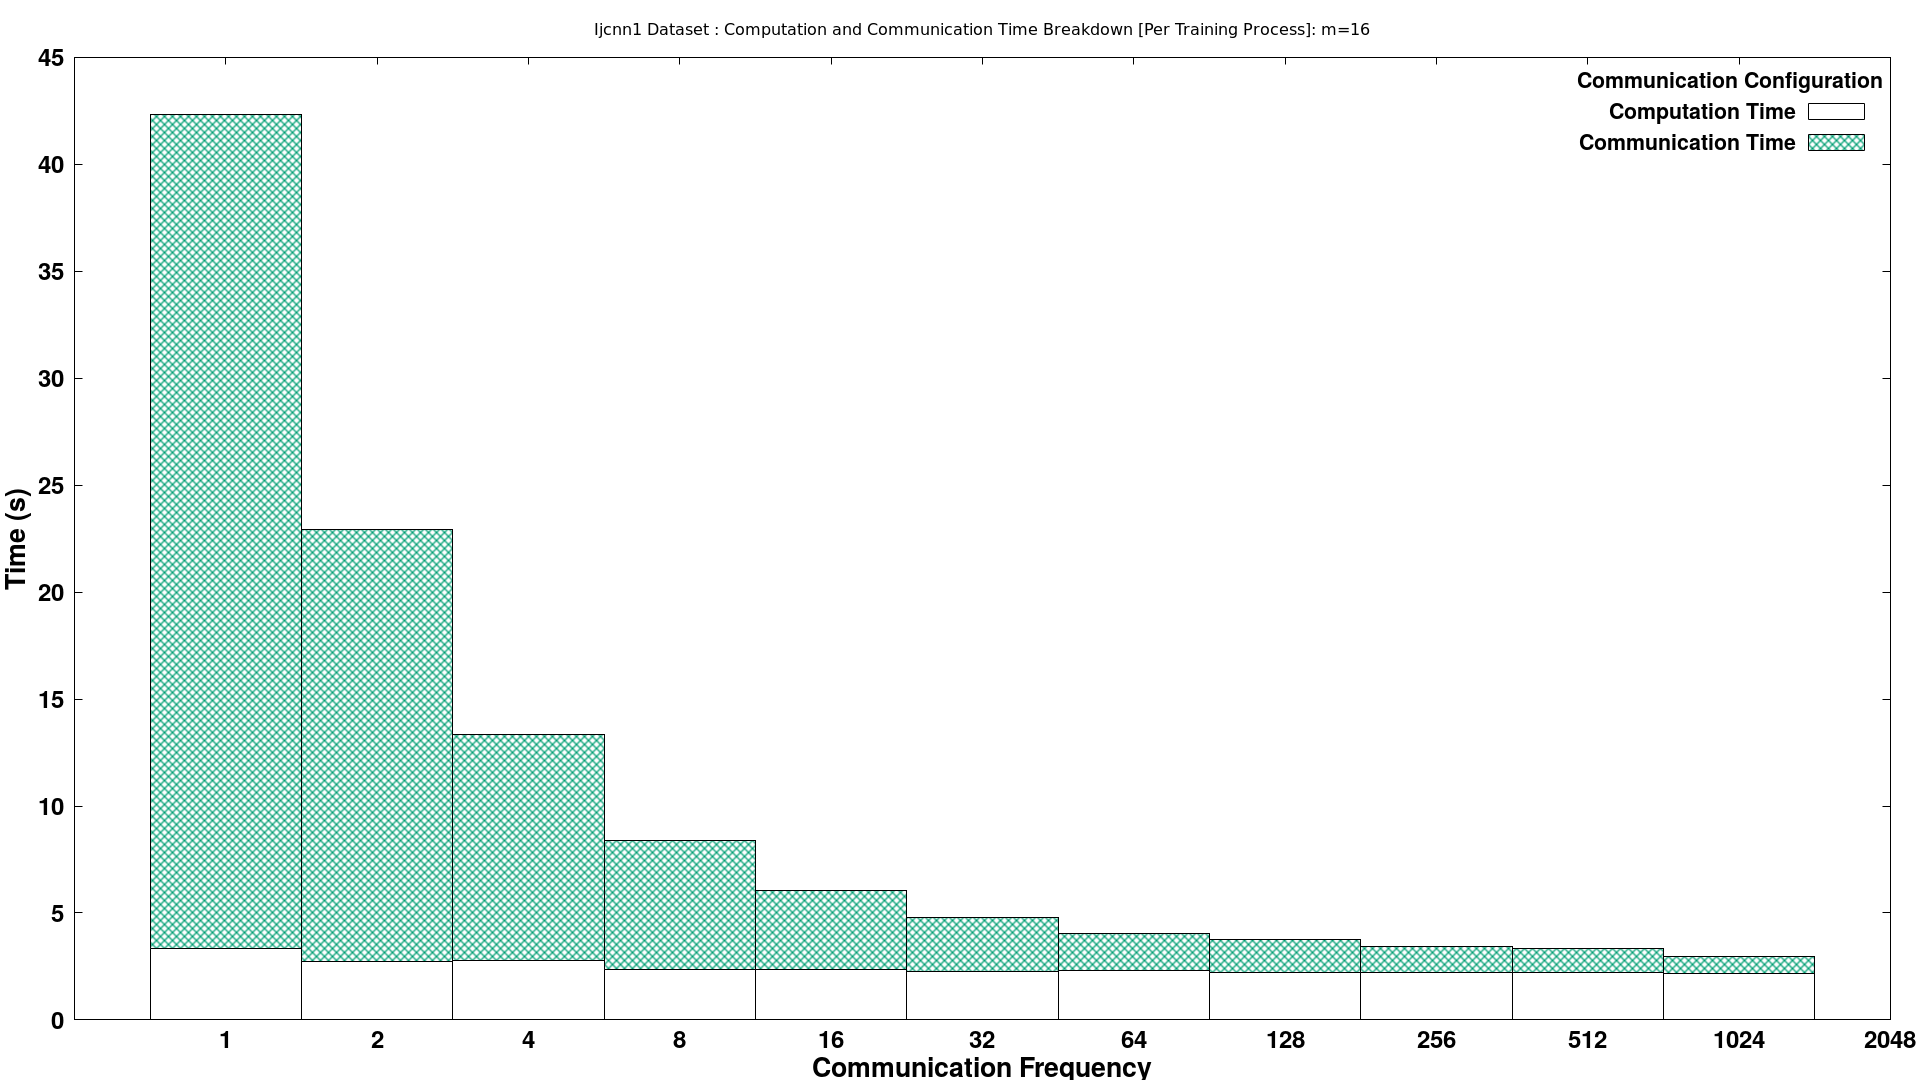 Ijcnn1 Dataset : Computation and Communication Time Breakdown [Per Training Process]: m=16
Communication Configuration
Computation Time
Communication Time
45
40
35
30
25
20
15
10
5
0
Time (s)
1 2 4 8 16 32 64 128 256 512 1024 2048
Communication Frequency